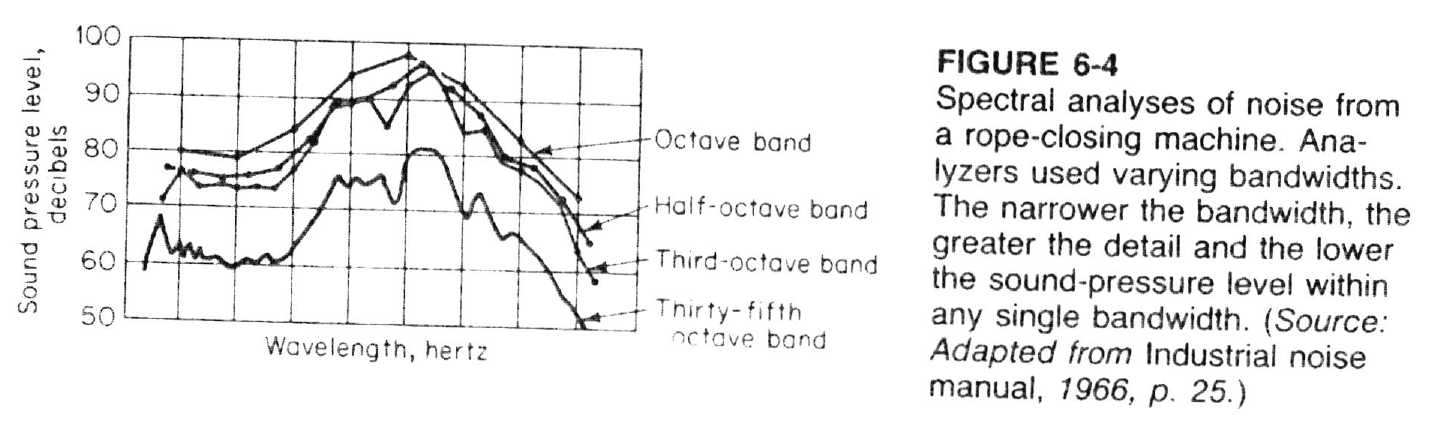 100
90
80
70
60
50
Sound pressure level,
decibels
Wavelength, hertz
Octave band
Half-octave band
Third-octave band
Thirty-fifth
octave band
FIGURE 6-4
Spectral analyses of noise from
a rope-closing machine. Ana-
lyzers used varying bandwidths.
The narrower the bandwidth, the
greater the detail and the lower
the sound-pressure level within
any single bandwidth. (Source:
Adapted from Industrial noise
manual, 1966, p. 25.)